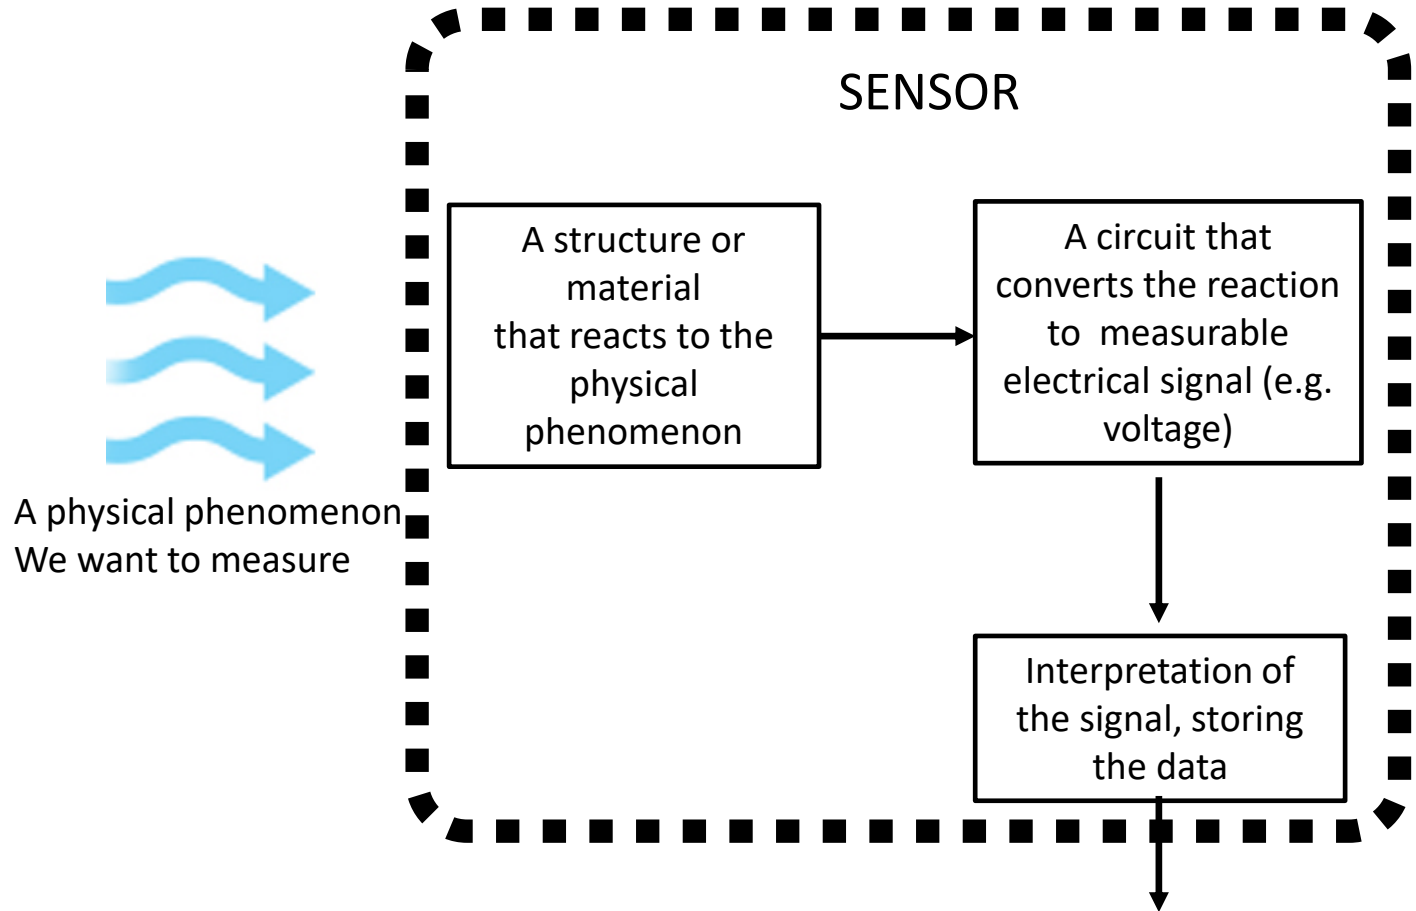 SENSOR
A structure or
material
that reacts to the
physical
phenomenon
A circuit that
converts the reaction
to  measurable
electrical signal (e.g.
voltage)
A physical phenomenon
We want to measure
Interpretation of
the signal, storing
the data